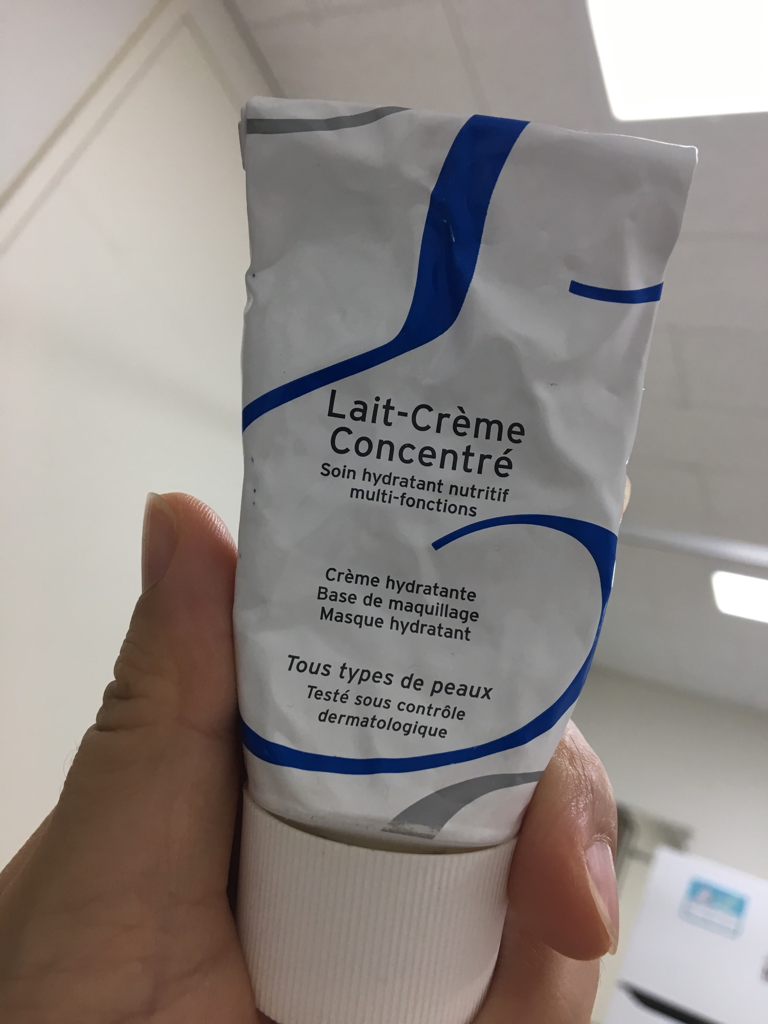 Lait-Crème
Concentré
Soin hydratant nutritif
multi-fonctions
Crème hydratante
Base de maquillage
Masque hydratant
Tous types de peaux
Testé sous contrôle
dermatologique